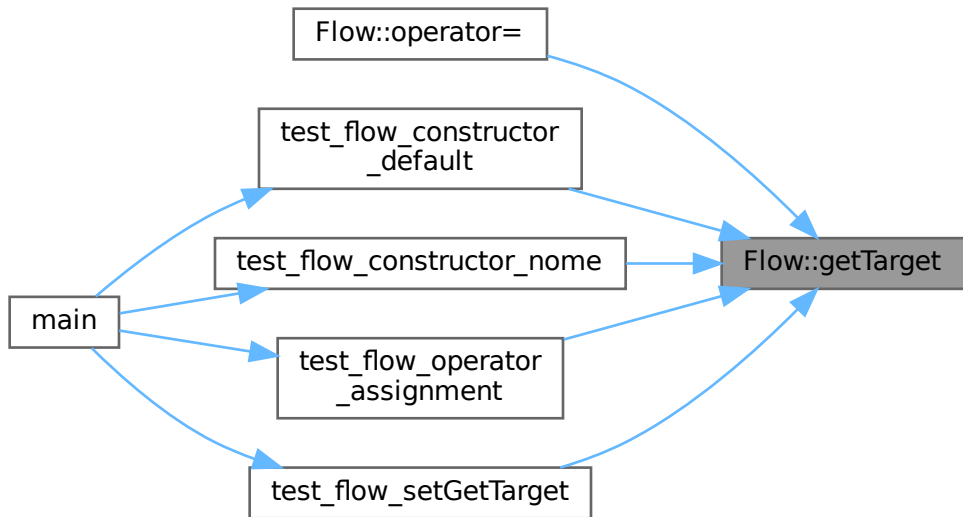 Flow::operator=
test_flow_constructor
_default
test_flow_constructor_nome
Flow::getTarget
main
test_flow_operator
_assignment
test_flow_setGetTarget